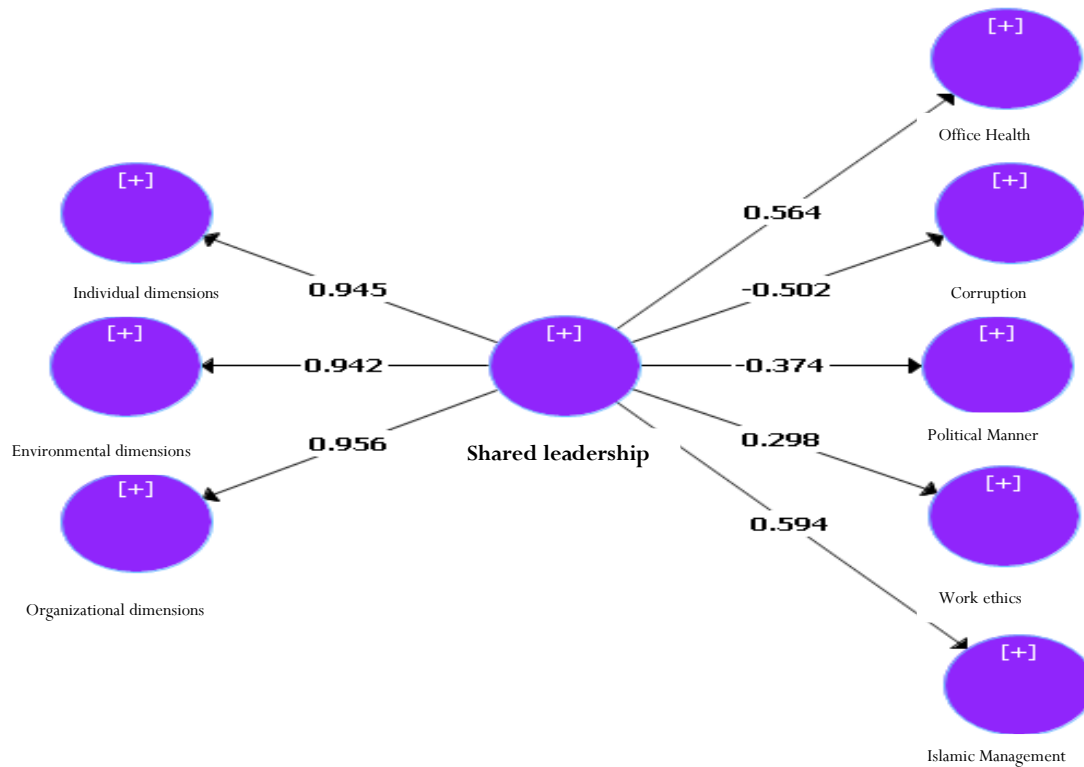 [+]
Office Health
[+]
[+]
0.564
Individual dimensions
0.945
-0.502
Corruption
[+]
[+]
[+]
0.942
-0.374
Environmental dimensions
0.956
Shared leadership
0.298
Political Manner
[+]
[+]
0.594
Organizational dimensions
Work ethics
[+]
Islamic Management